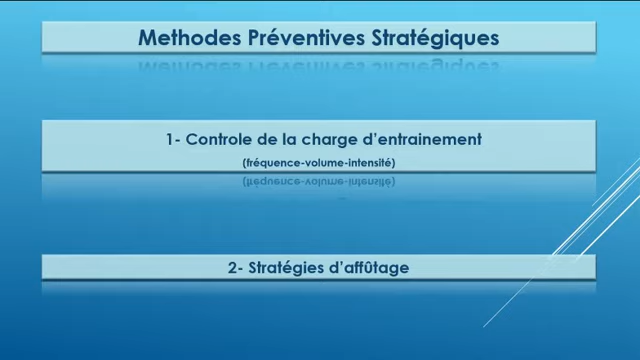 Methodes Préventives Stratégiques
1- Controle de la charge d'entrainement
(fréquence-volume-intensité)
2- Stratégies d'affûtage